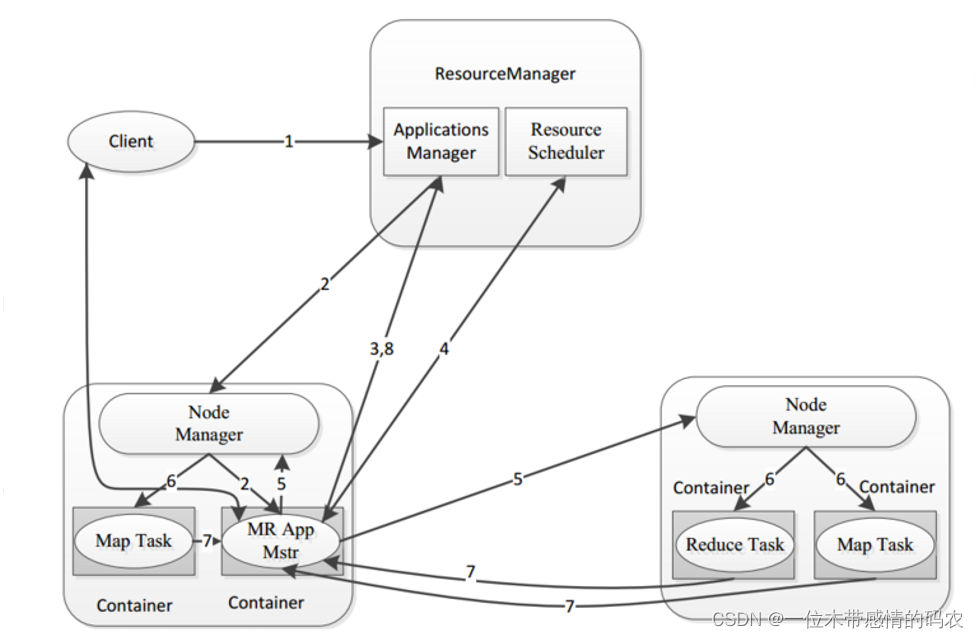 ResourceManager
Client
1
Applications
Manager
Resource
Scheduler
2
3,8
4
Node
Manager
6
2
5
Map Task
7
MR App
Mstr
Container
Container
5
Node
Manager
Container
6
6
Container
Reduce Task
Map Task
7
7
CSDN @一位木带感情的码农